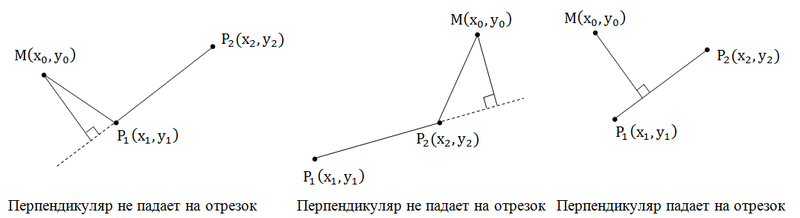 M(x₀, y₀)
P₂(x₂, y₂)
P₁(x₁, y₁)
Перпендикуляр не падает на отрезок
M(x₀, y₀)
P₂(x₂, y₂)
P₁(x₁, y₁)
Перпендикуляр не падает на отрезок
M(x₀, y₀)
P₂(x₂, y₂)
P₁(x₁, y₁)
Перпендикуляр падает на отрезок